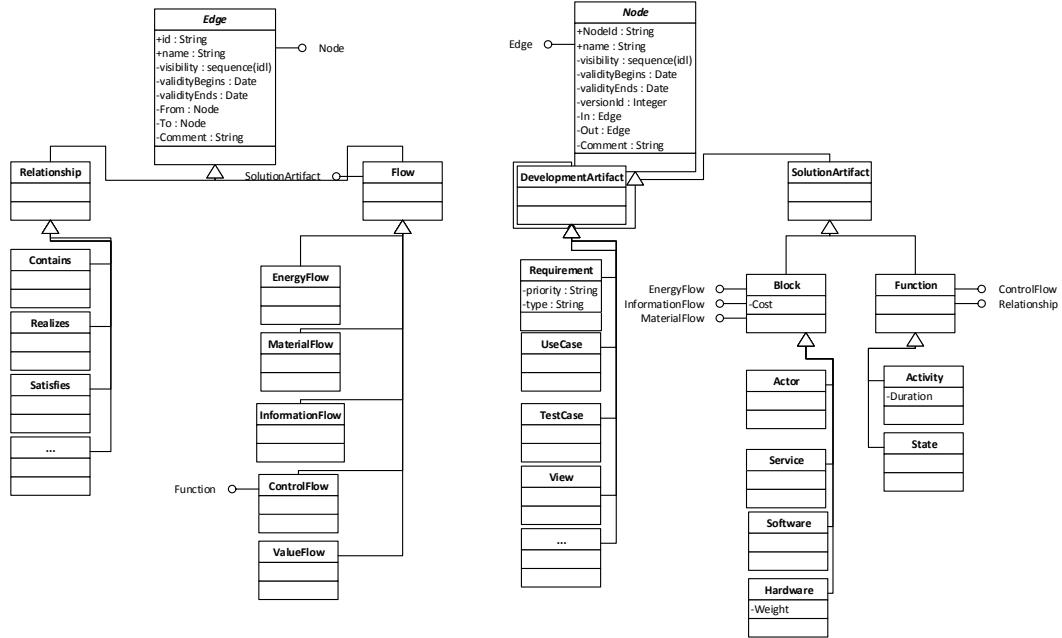 Edge
+id : String
+name : String
-visibility : sequence(idl)
-validityBegins : Date
-validityEnds : Date
-From : Node
-To : Node
-Comment : String
Node
Relationship
SolutionArtifact
Flow
Contains
Realizes
Satisfies
...
EnergyFlow
MaterialFlow
InformationFlow
Function
ControlFlow
ValueFlow
Node
+NodeId : String
+name : String
-visibility : sequence(idl)
-validityBegins : Date
-validityEnds : Date
-versionId : Integer
-In : Edge
-Out : Edge
-Comment : String
Edge
DevelopmentArtifact
SolutionArtifact
Requirement
-priority : String
-type : String
UseCase
TestCase
View
...
EnergyFlow
InformationFlow
MaterialFlow
Block
-Cost
Function
ControlFlow
Relationship
Actor
Service
Software
Hardware
-Weight
Activity
-Duration
State